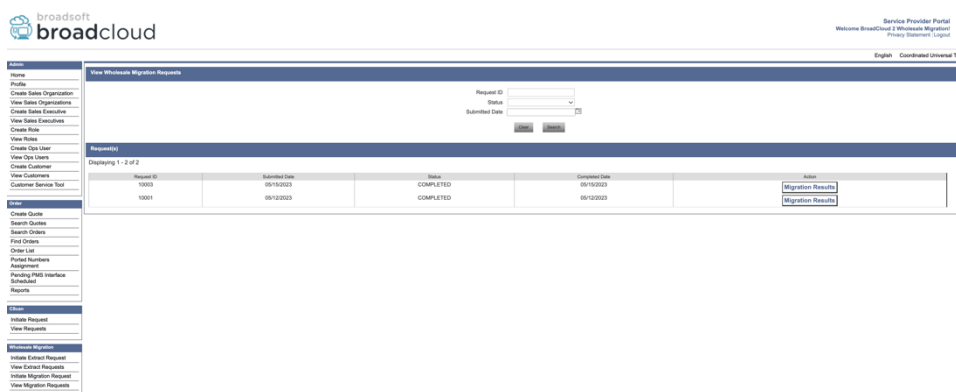 broadsoft
broadcloud
Service Provider Portal
Welcome BroadCloud 2 Wholesale Migration!
Privacy Statement | Logout
English Coordinated Universal T
Admin
Home
Profile
Create Sales Organization
View Sales Organizations
Create Sales Executive
View Sales Executives
Create Role
View Roles
Create Ops User
View Ops Users
Create Customer
View Customers
Customer Service Tool
Order
Create Quote
Search Quotes
Search Orders
Find Orders
Order List
Ported Numbers
Assignment
Pending PMS Interface
Scheduled
Reports
Initiate Request
View Requests
Wholesale Migration
Initiate Extract Request
View Extract Requests
Initiate Migration Request
View Migration Requests
View Wholesale Migration Requests
Request ID
Status
Submitted Date
Clear Search
Request(s)
Displaying 1 - 2 of 2
Request ID Submitted Date Status Completed Date Action
10003 05/15/2023 COMPLETED 05/15/2023 Migration Results
10001 05/12/2023 COMPLETED 05/12/2023 Migration Results